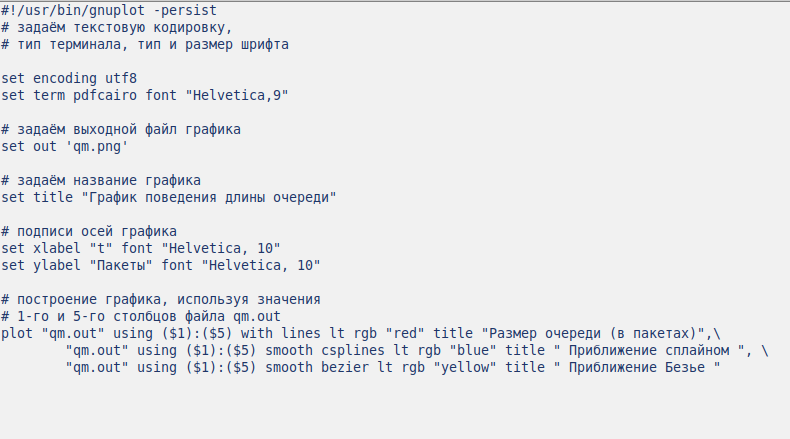 #!/usr/bin/gnuplot -persist
# задаём текстовую кодировку,
# тип терминала, тип и размер шрифта
set encoding utf8
set term pdfcairo font "Helvetica,9"
# задаём выходной файл графика
set out 'qm.png'
# задаём название графика
set title "График поведения длины очереди"
# подписи осей графика
set xlabel "t" font "Helvetica, 10"
set ylabel "Пакеты" font "Helvetica, 10"
# построение графика, используя значения
# 1-го и 5-го столбцов файла qm.out
plot "qm.out" using ($1):($5) with lines lt rgb "red" title "Размер очереди (в пакетах)",\
"qm.out" using ($1):($5) smooth csplines lt rgb "blue" title " Приближение сплайном ", \
"qm.out" using ($1):($5) smooth bezier lt rgb "yellow" title " Приближение Безье "